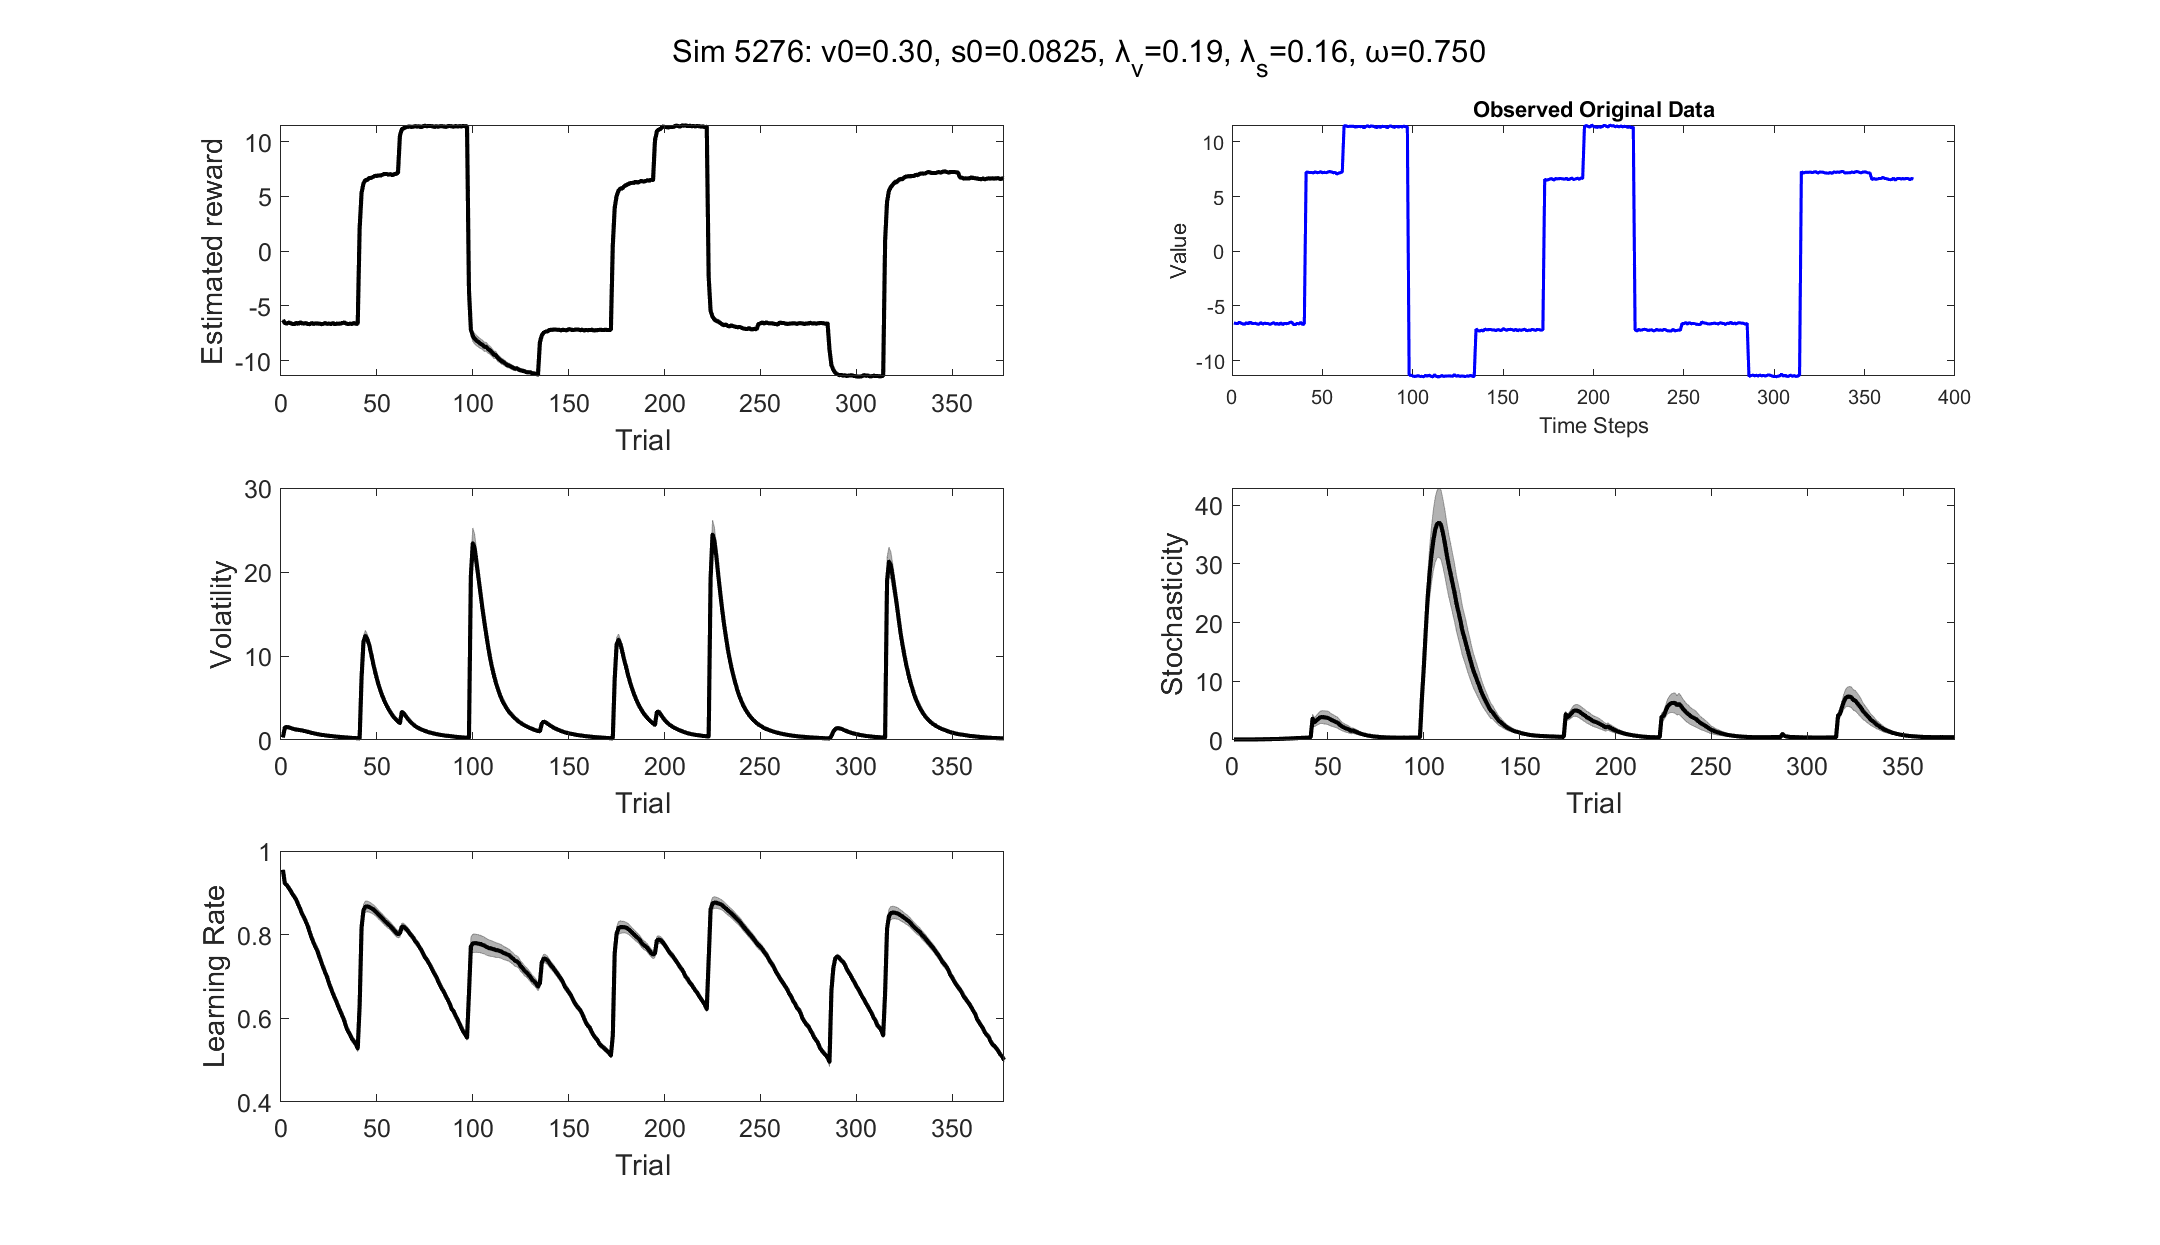 Sim 5276: v0=0.30, s0=0.0825, λv=0.19, λs=0.16, ω=0.750
Estimated reward
10
5
0
-5
-10
0 50 100 150 200 250 300 350
Trial
Observed Original Data
Value
10
5
0
-5
-10
0 50 100 150 200 250 300 350 400
Time Steps
Volatility
30
20
10
0
0 50 100 150 200 250 300 350
Trial
Stochasticity
40
30
20
10
0
0 50 100 150 200 250 300 350
Trial
Learning Rate
1
0.8
0.6
0.4
0 50 100 150 200 250 300 350
Trial